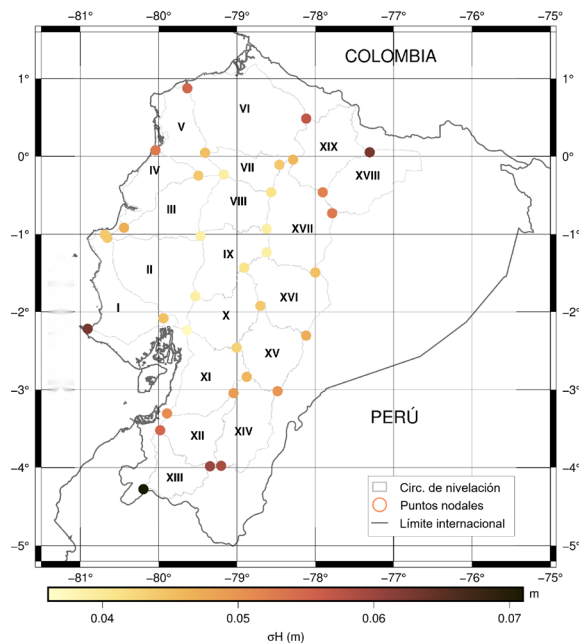 −81° −80° −79° −78° −77° −76° −75°
COLOMBIA
1° 1°
VI
V
XIX
0° 0°
IV
VII
XVIII
VIII
III
XVII
−1° −1°
IX
II
XVI
I
X
−2° −2°
XV
XI
−3° −3°
PERÚ
XII
XIV
−4° −4°
XIII
Circ. de nivelación
Puntos nodales
Límite internacional
−5° −5°
−81° −80° −79° −78° −77° −76° −75°
m
0.04 0.05 0.06 0.07
σH (m)